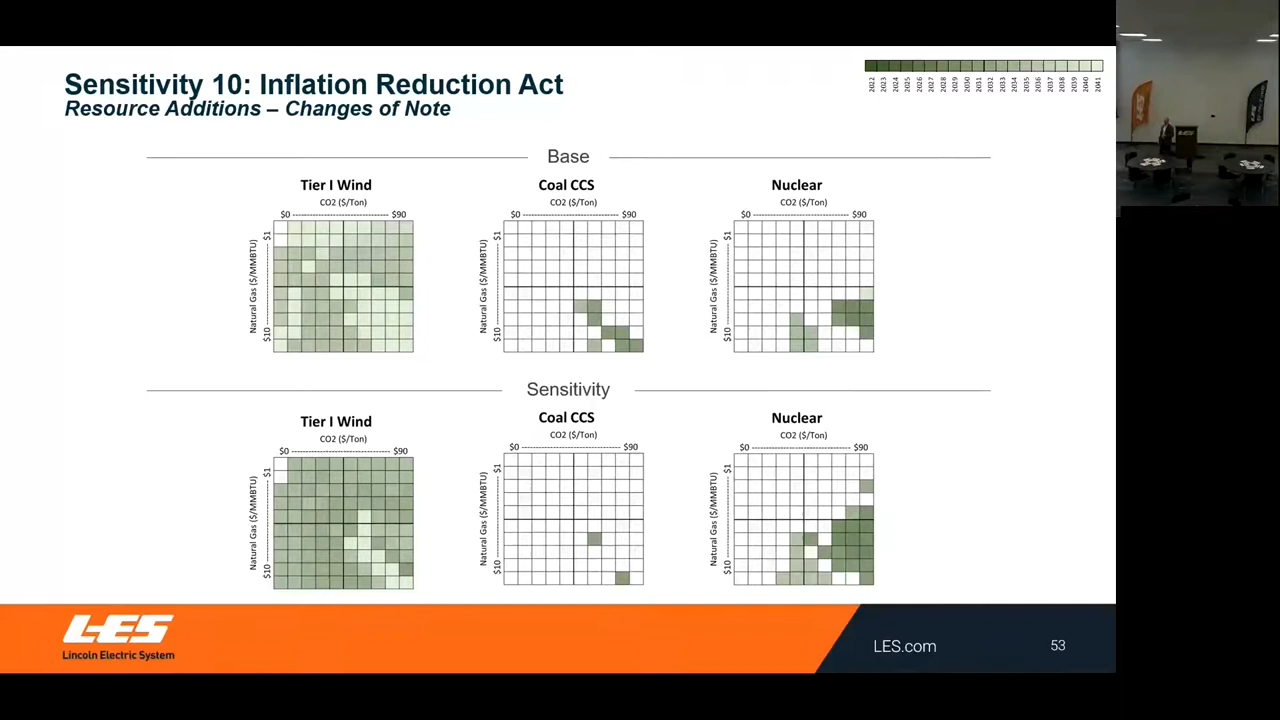 Sensitivity 10: Inflation Reduction Act
Resource Additions – Changes of Note
2022 2023 2024 2025 2026 2027 2028 2029 2030 2031 2032 2033 2034 2035 2036 2037 2038 2039 2040 2041
Base
Tier I Wind
CO2 ($/Ton)
$0 ---------------------------- $90
Natural Gas ($/MMBTU)
$1
$10
Coal CCS
CO2 ($/Ton)
$0 ---------------------------- $90
Natural Gas ($/MMBTU)
$1
$10
Nuclear
CO2 ($/Ton)
$0 ---------------------------- $90
Natural Gas ($/MMBTU)
$1
$10
Sensitivity
Tier I Wind
CO2 ($/Ton)
$0 ---------------------------- $90
Natural Gas ($/MMBTU)
$1
$10
Coal CCS
CO2 ($/Ton)
$0 ---------------------------- $90
Natural Gas ($/MMBTU)
$1
$10
Nuclear
CO2 ($/Ton)
$0 ---------------------------- $90
Natural Gas ($/MMBTU)
$1
$10
LES
Lincoln Electric System
LES.com
53
LES
LES